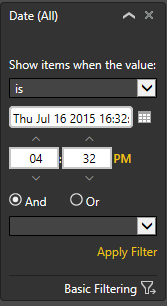 Date (All)
Show items when the value:
is
Thu Jul 16 2015 16:32:
04 : 32 PM
And Or
Apply Filter
Basic Filtering